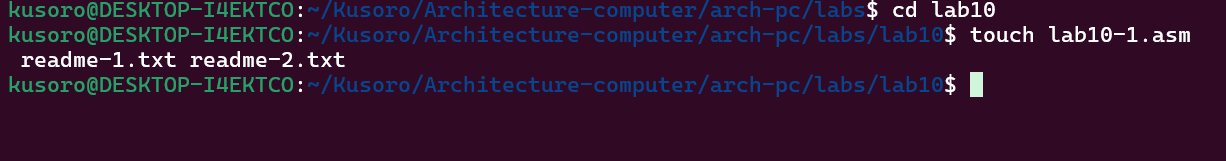 kusoro@DESKTOP-I4EKTCO:~/Kusoro/Architecture-computer/arch-pc/labs$ cd lab10
kusoro@DESKTOP-I4EKTCO:~/Kusoro/Architecture-computer/arch-pc/labs/lab10$ touch lab10-1.asm
readme-1.txt readme-2.txt
kusoro@DESKTOP-I4EKTCO:~/Kusoro/Architecture-computer/arch-pc/labs/lab10$